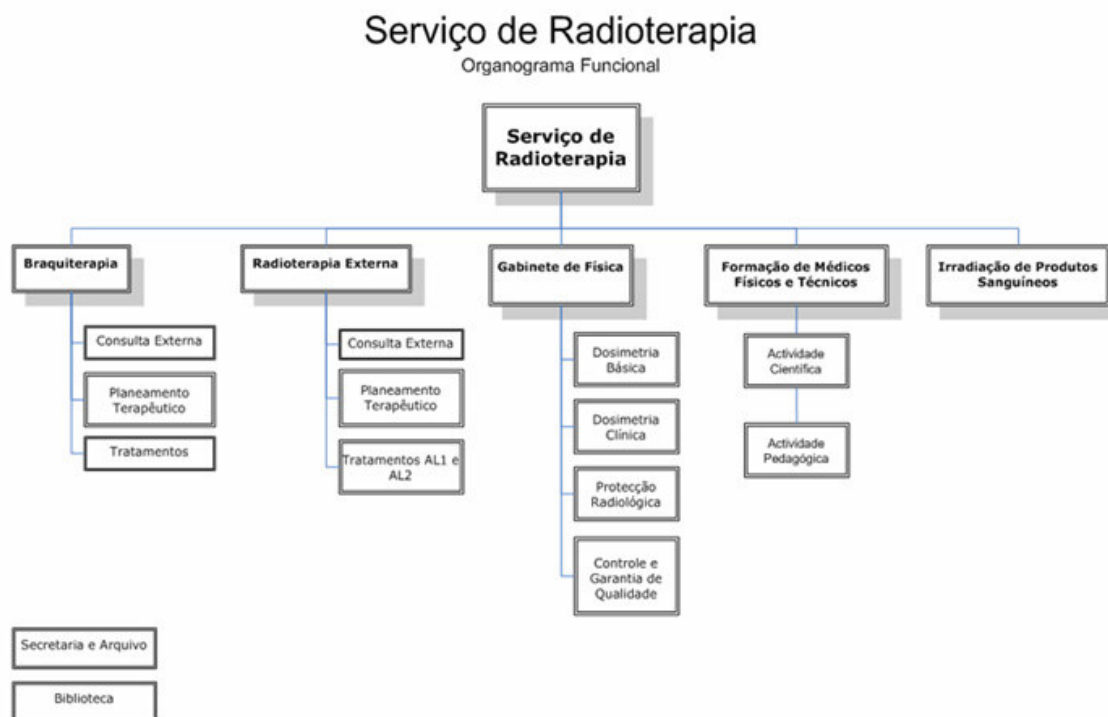 Serviço de Radioterapia
Organograma Funcional
Serviço de
Radioterapia
Braquiterapia
Radioterapia Externa
Gabinete de Física
Formação de Médicos
Físicos e Técnicos
Irradiação de Produtos
Sanguíneos
Consulta Externa
Planeamento
Terapêutico
Tratamentos
Consulta Externa
Planeamento
Terapêutico
Tratamentos AL1 e
AL2
Dosimetria
Básica
Dosimetria
Clínica
Protecção
Radiológica
Controle e
Garantia de
Qualidade
Actividade
Científica
Actividade
Pedagógica
Secretaria e Arquivo
Biblioteca